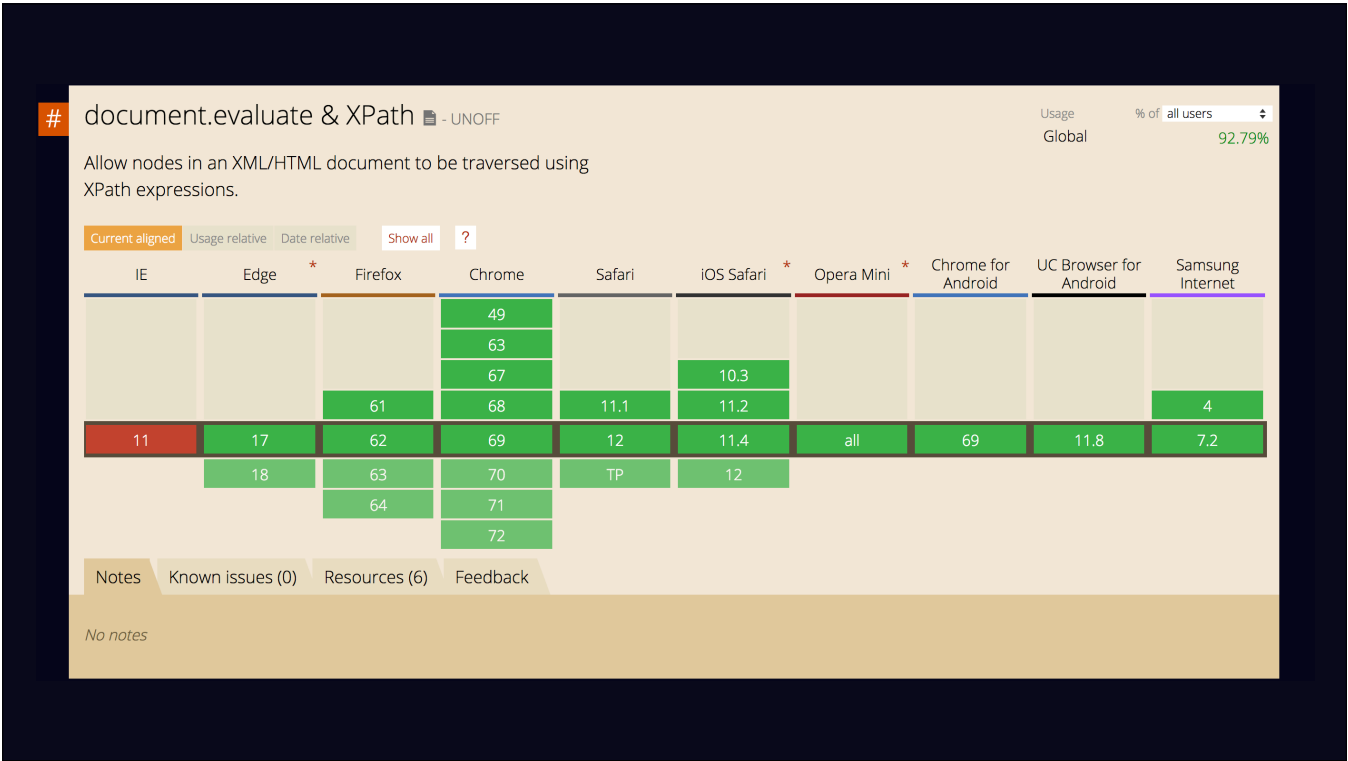 #
document.evaluate & XPath - UNOFF
Usage % of all users
Global 92.79%
Allow nodes in an XML/HTML document to be traversed using
XPath expressions.
Current aligned Usage relative Date relative Show all ?
IE Edge * Firefox Chrome Safari iOS Safari * Opera Mini * Chrome for Android UC Browser for Android Samsung Internet
49
63
67 10.3
61 68 11.1 11.2 4
11 17 62 69 12 11.4 all 69 11.8 7.2
18 63 70 TP 12
64 71
72
Notes Known issues (0) Resources (6) Feedback
No notes